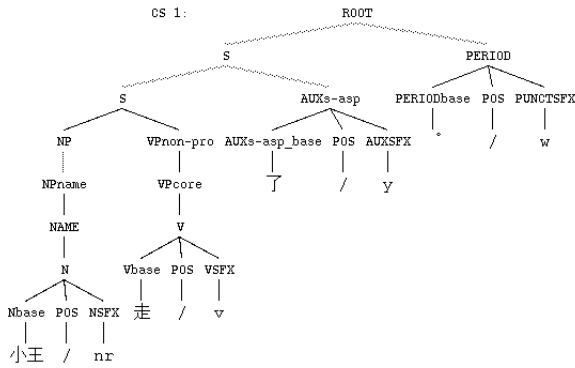 CS 1: ROOT
S PERIOD
S AUXs-asp PERIODbase POS PUNCTSFX
NP VPnon-pro AUXs-asp_base POS AUXSFX 。 / w
NPname VPcore 了 / y
NAME V
N Vbase POS VSFX
Nbase POS NSFX 走 / v
小王 / nr